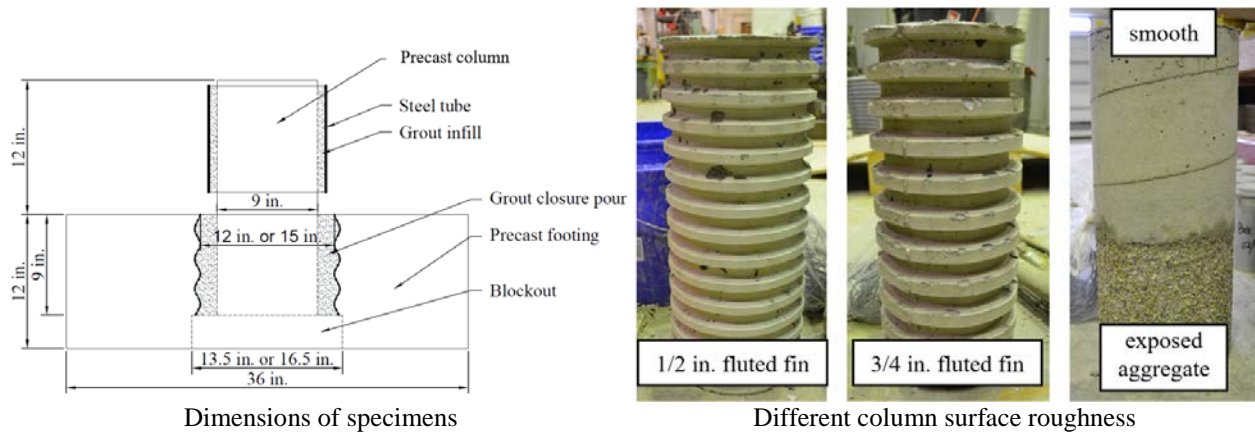 Precast column
Steel tube
Grout infill
12 in.
9 in.
Grout closure pour
12 in. or 15 in.
Precast footing
12 in.
9 in.
Blockout
13.5 in. or 16.5 in.
36 in.
Dimensions of specimens
1/2 in. fluted fin
3/4 in. fluted fin
smooth
exposed
aggregate
Different column surface roughness